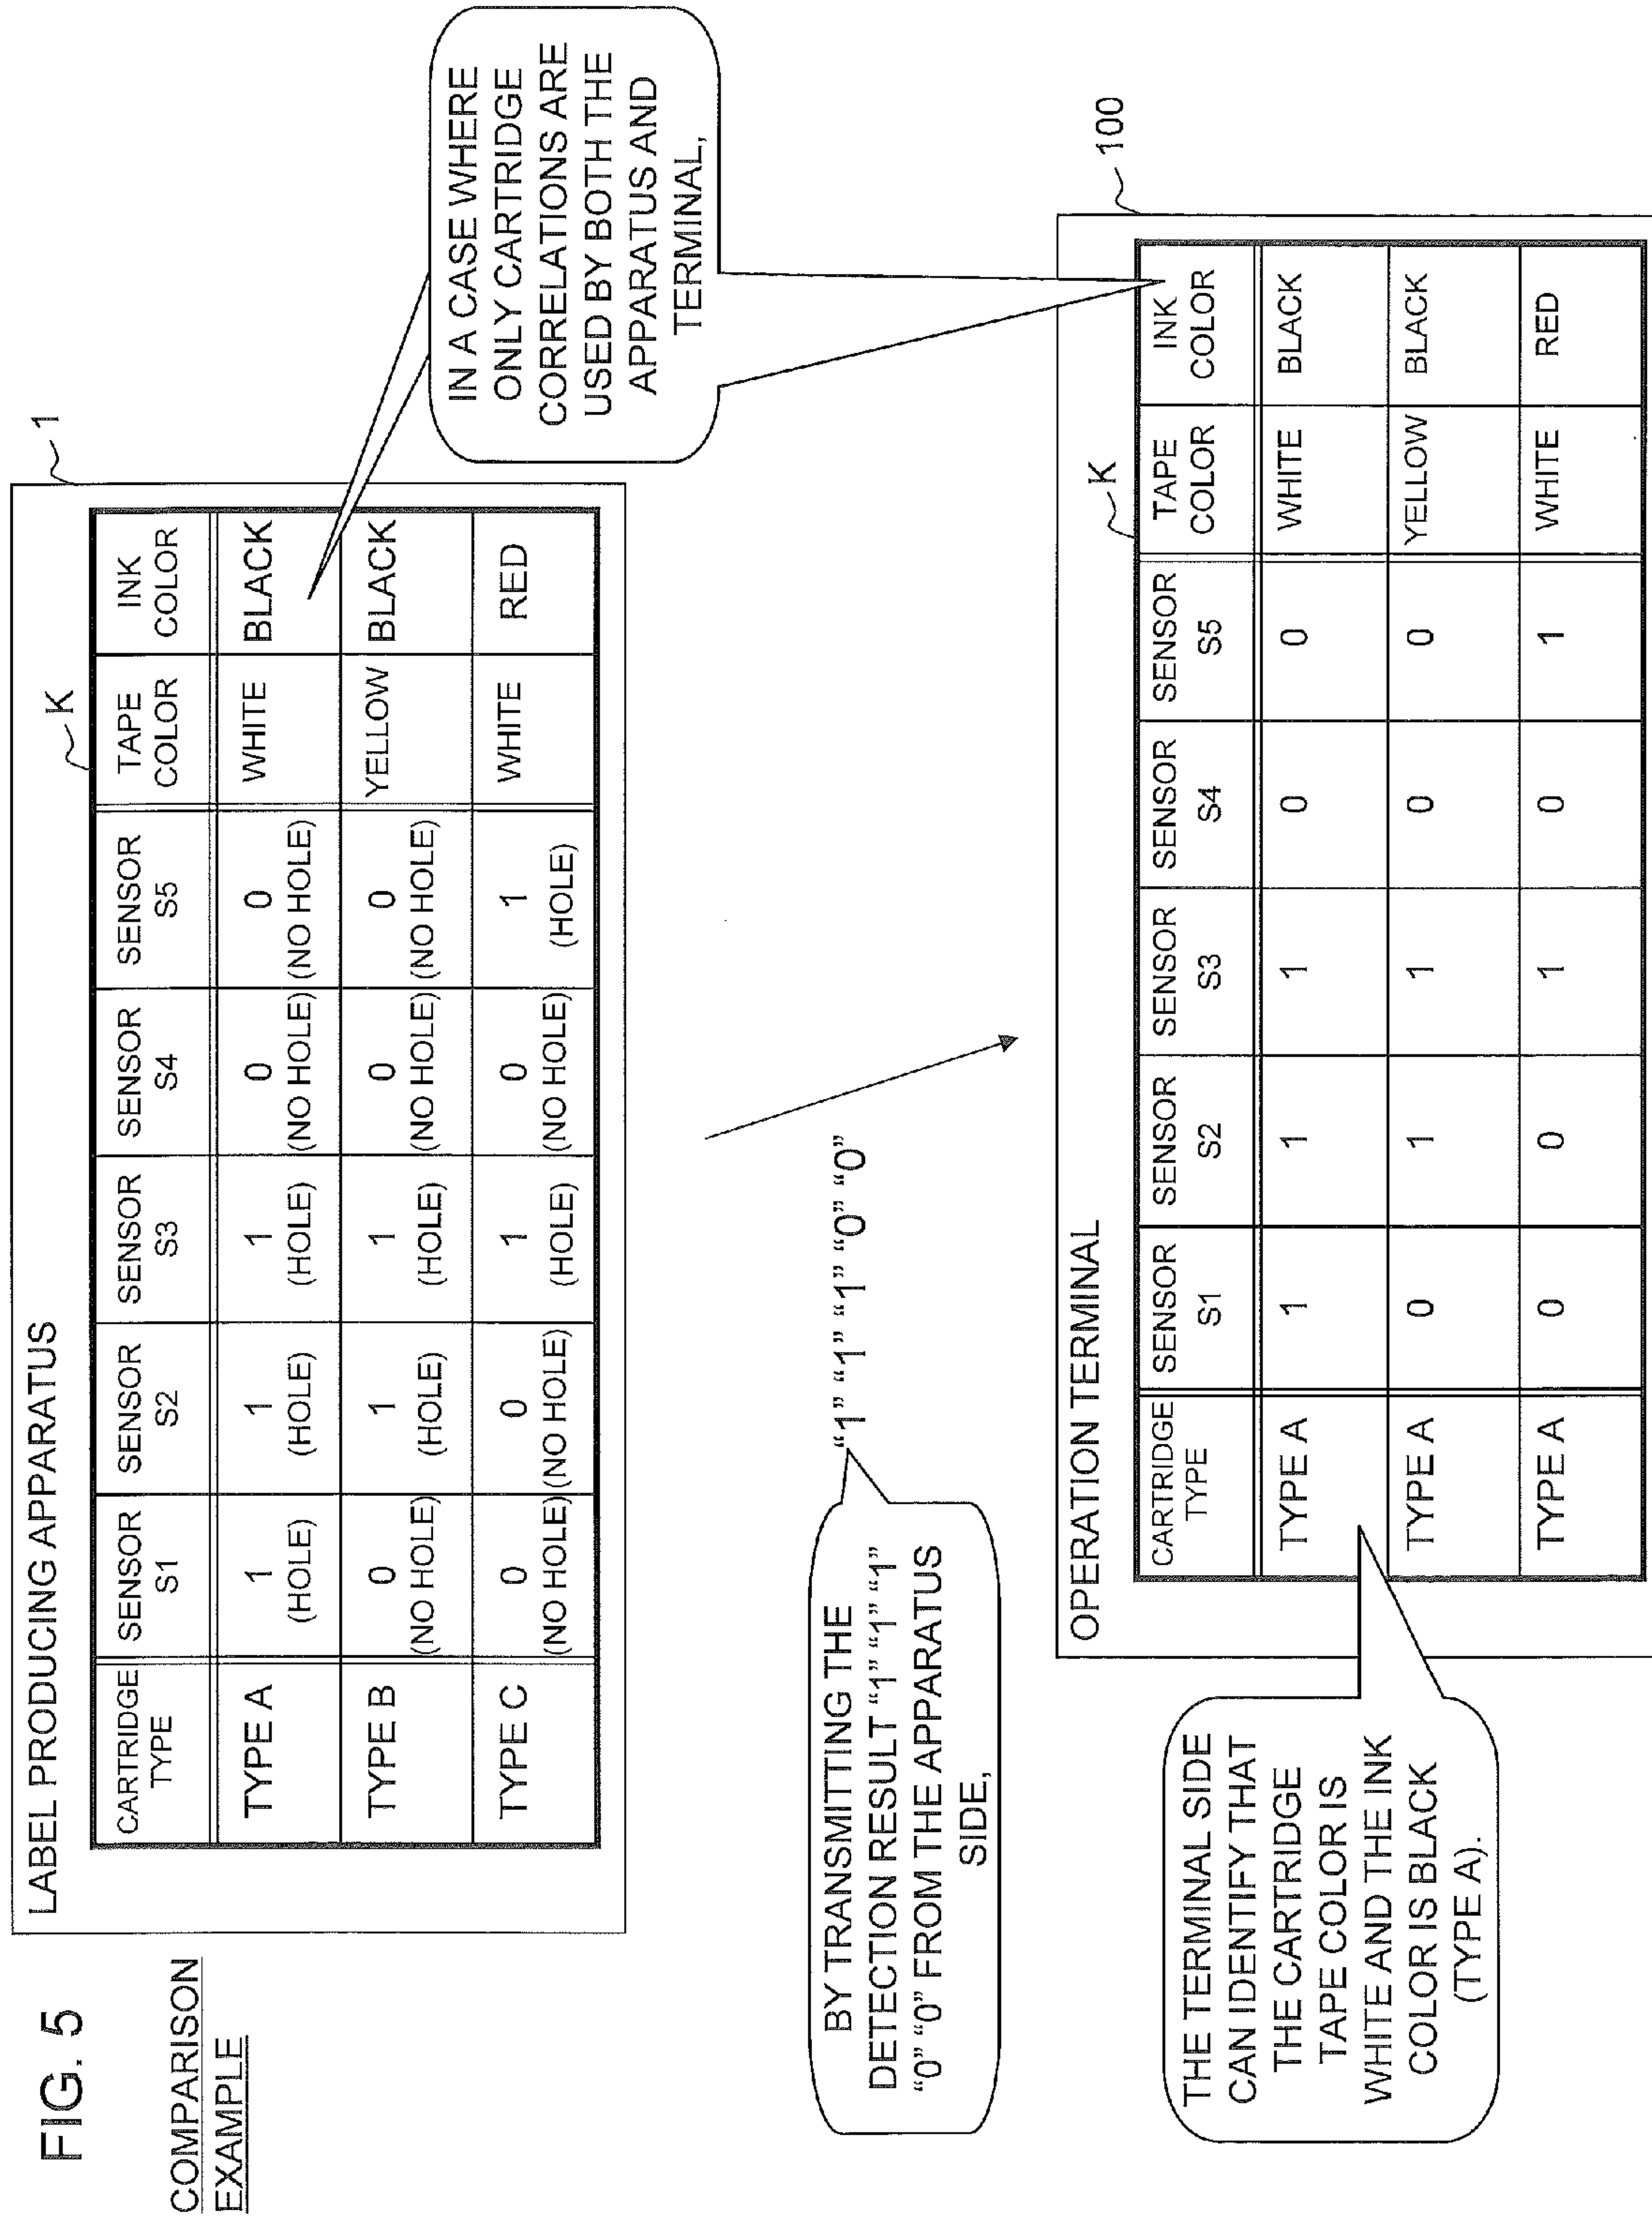 FIG. 5
COMPARISON
EXAMPLE
LABEL PRODUCING APPARATUS
1
K
CARTRIDGE TYPE SENSOR S1 SENSOR S2 SENSOR S3 SENSOR S4 SENSOR S5 TAPE COLOR INK COLOR
TYPE A 1 (HOLE) 1 (HOLE) 1 (HOLE) 0 (NO HOLE) 0 (NO HOLE) WHITE BLACK
TYPE B 0 (NO HOLE) 1 (HOLE) 1 (HOLE) 0 (NO HOLE) 0 (NO HOLE) YELLOW BLACK
TYPE C 0 (NO HOLE) 0 (NO HOLE) 1 (HOLE) 0 (NO HOLE) 1 (HOLE) WHITE RED
IN A CASE WHERE
ONLY CARTRIDGE
CORRELATIONS ARE
USED BY BOTH THE
APPARATUS AND
TERMINAL,
BY TRANSMITTING THE
DETECTION RESULT “1” “1” “1”
“0” “0” FROM THE APPARATUS
SIDE,
“1” “1” “1” “0” “0”
OPERATION TERMINAL
100
K
CARTRIDGE TYPE SENSOR S1 SENSOR S2 SENSOR S3 SENSOR S4 SENSOR S5 TAPE COLOR INK COLOR
TYPE A 1 1 1 0 0 WHITE BLACK
TYPE A 0 1 1 0 0 YELLOW BLACK
TYPE A 0 0 1 0 1 WHITE RED
THE TERMINAL SIDE
CAN IDENTIFY THAT
THE CARTRIDGE
TAPE COLOR IS
WHITE AND THE INK
COLOR IS BLACK
(TYPE A).